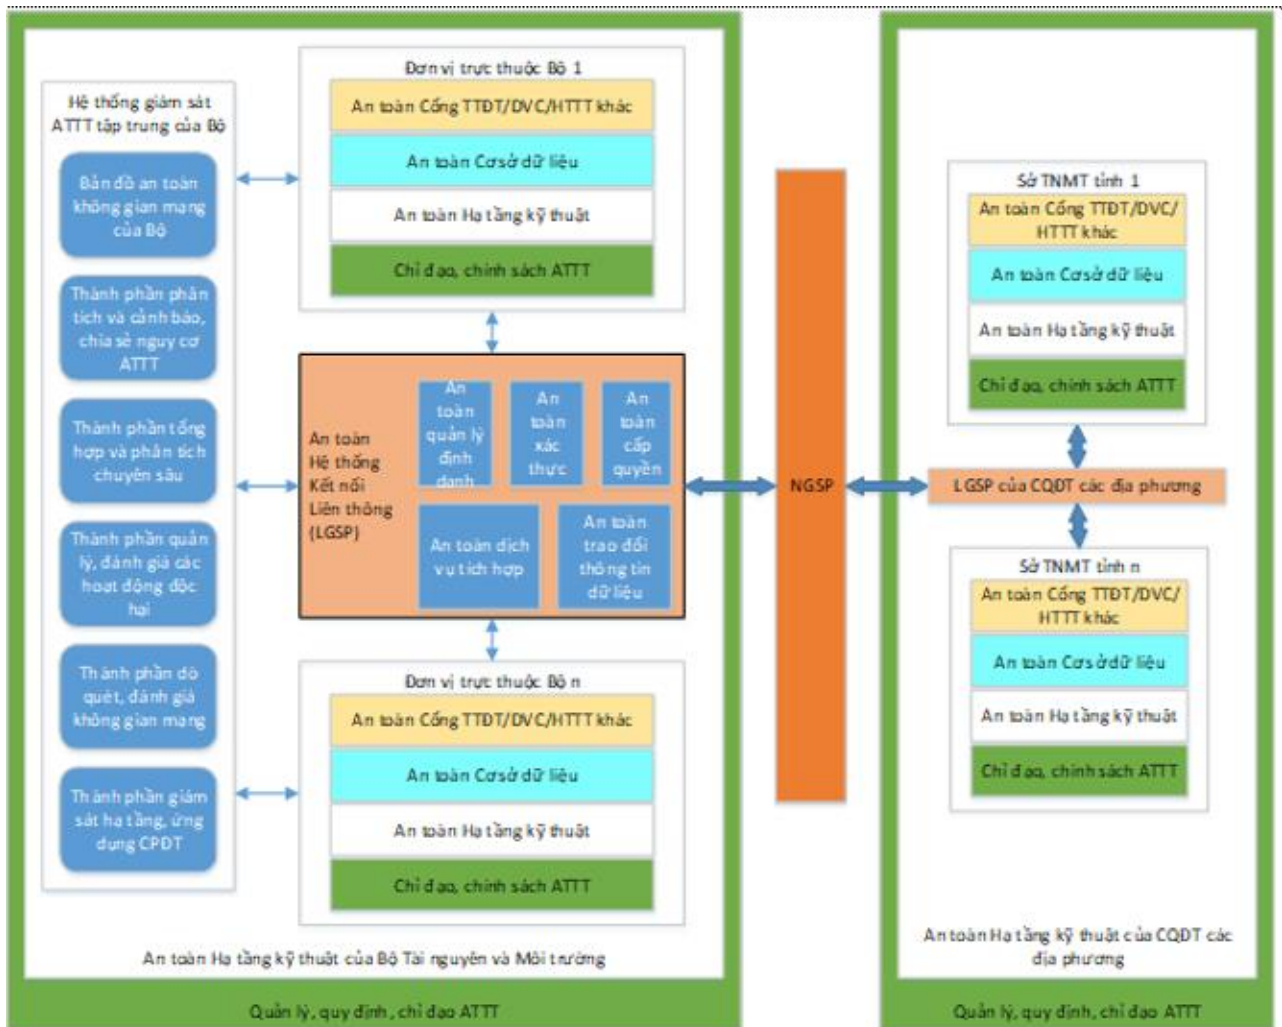 Hệ thống giám sát
ATTT tập trung của Bộ
Bản đồ an toàn
không gian mạng
của Bộ
Thành phần phân
tích và cảnh báo,
chia sẻ nguy cơ
ATTT
Thành phần tổng
hợp và phân tích
chuyên sâu
Thành phần quản
lý, đánh giá các
hoạt động độc
hại
Thành phần dò
quét, đánh giá
không gian mạng
Thành phần giám
sát hạ tầng, ứng
dụng CPĐT
Đơn vị trực thuộc Bộ 1
An toàn Cổng TTĐT/DVC/HTTT khác
An toàn Cơ sở dữ liệu
An toàn Hạ tầng kỹ thuật
Chỉ đạo, chính sách ATTT
An toàn
Hệ thống
Kết nối
Liên thông
(LGSP)
An
toàn
quản lý
định
danh
An
toàn
xác
thực
An
toàn
cấp
quyền
An toàn dịch
vụ tích hợp
An toàn
trao đổi
thông tin
dữ liệu
Đơn vị trực thuộc Bộ n
An toàn Cổng TTĐT/DVC/HTTT khác
An toàn Cơ sở dữ liệu
An toàn Hạ tầng kỹ thuật
Chỉ đạo, chính sách ATTT
An toàn Hạ tầng kỹ thuật của Bộ Tài nguyên và Môi trường
Quản lý, quy định, chỉ đạo ATTT
NGSP
Sở TNMT tỉnh 1
An toàn Cổng TTĐT/DVC/
HTTT khác
An toàn Cơ sở dữ liệu
An toàn Hạ tầng kỹ thuật
Chỉ đạo, chính sách ATTT
LGSP của CQĐT các địa phương
Sở TNMT tỉnh n
An toàn Cổng TTĐT/DVC/
HTTT khác
An toàn Cơ sở dữ liệu
An toàn Hạ tầng kỹ thuật
Chỉ đạo, chính sách ATTT
An toàn Hạ tầng kỹ thuật của CQĐT các
địa phương
Quản lý, quy định, chỉ đạo ATTT